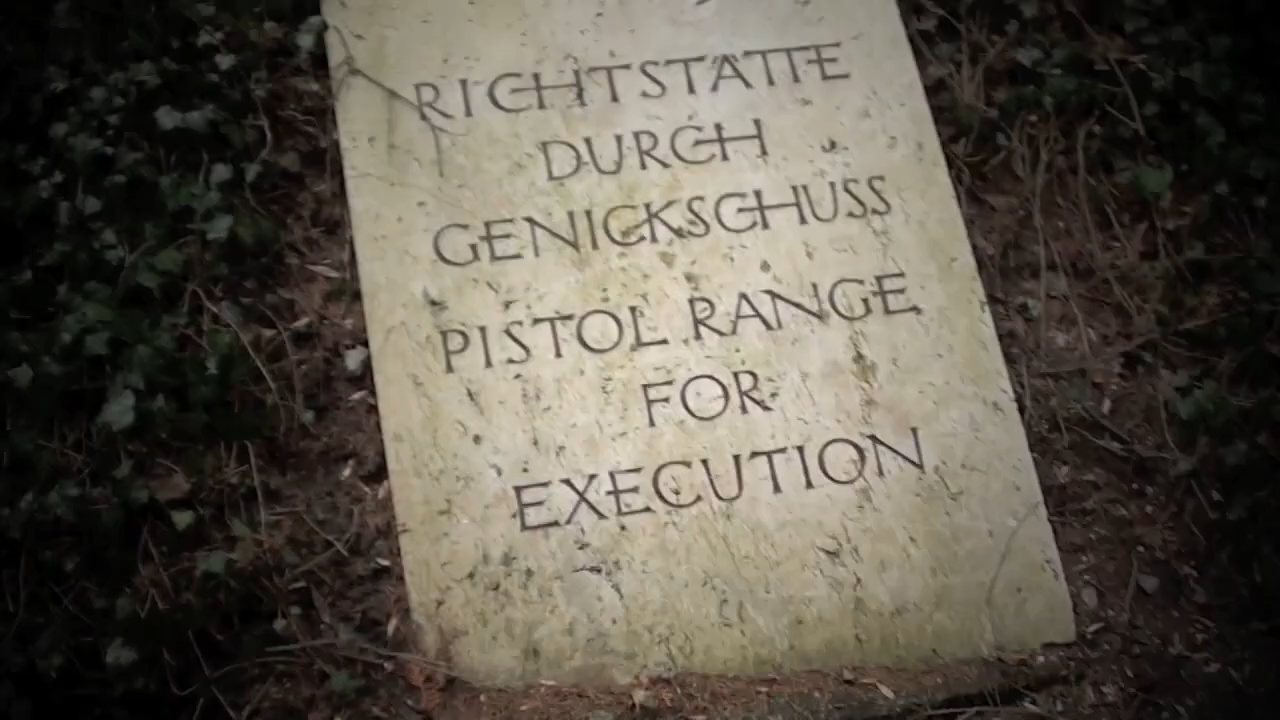 RICHTSTATTE
DURCH
GENICKSCHUSS
PISTOL RANGE
FOR
EXECUTION